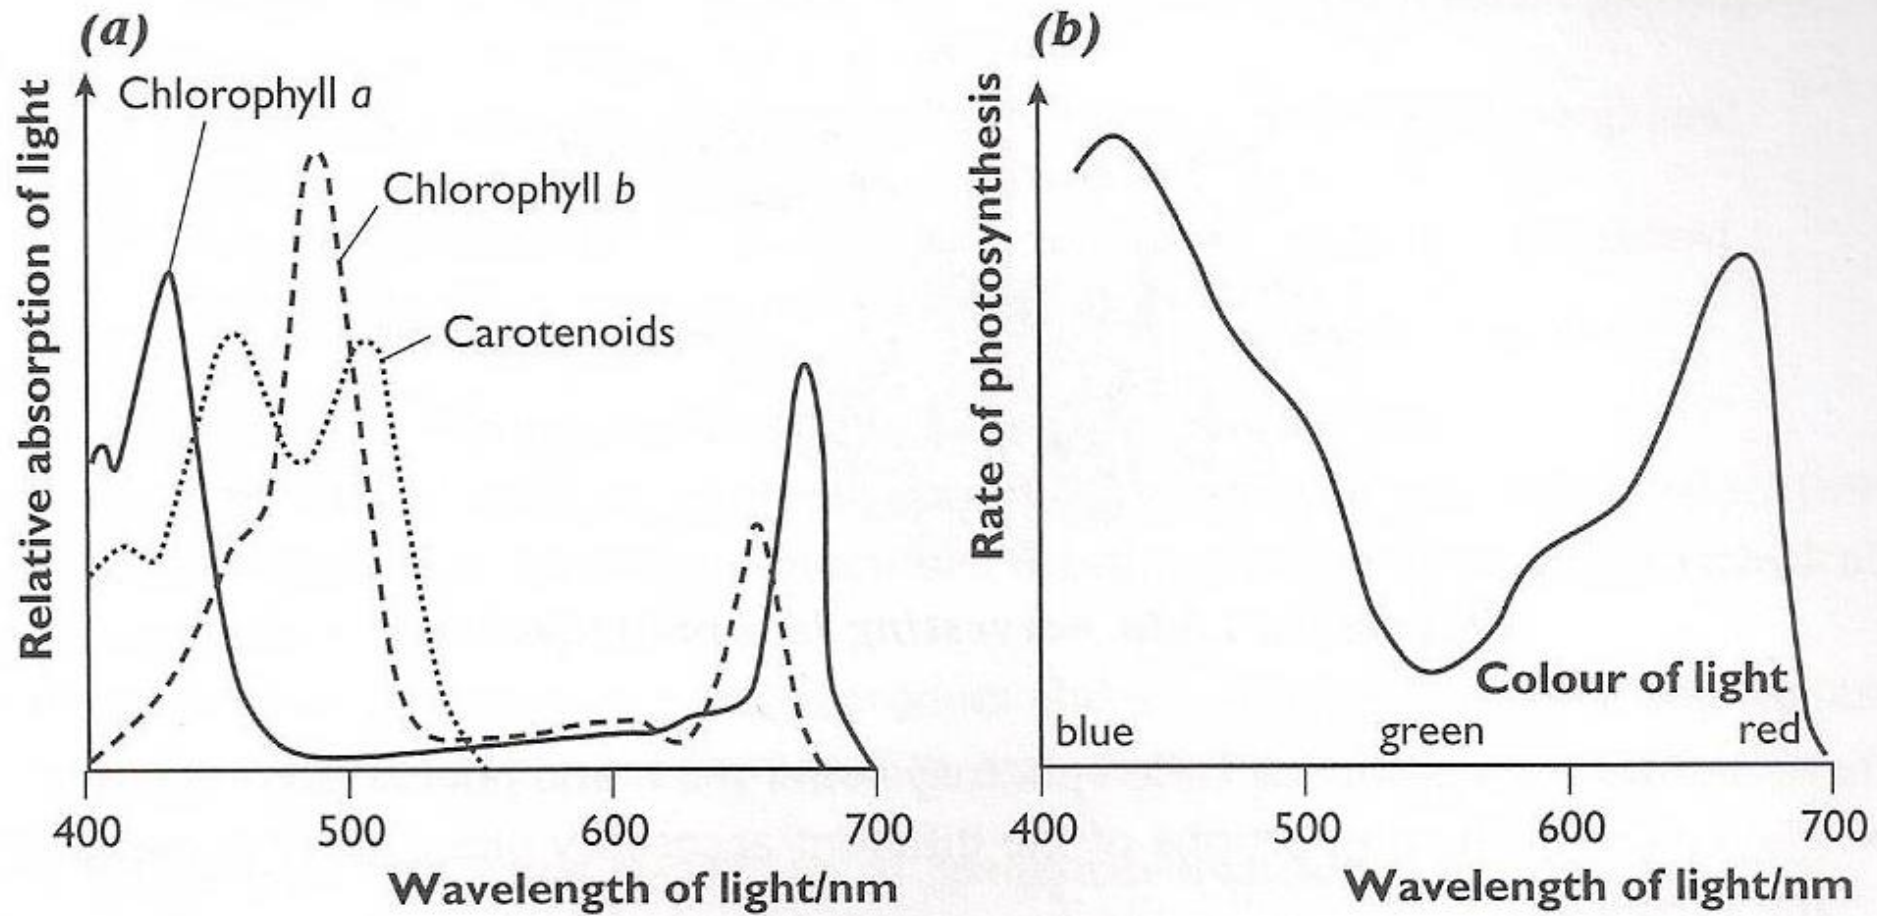 (a)
Relative absorption of light
Chlorophyll a
Chlorophyll b
Carotenoids
400 500 600 700
Wavelength of light/nm
(b)
Rate of photosynthesis
Colour of light
blue green red
400 500 600 700
Wavelength of light/nm